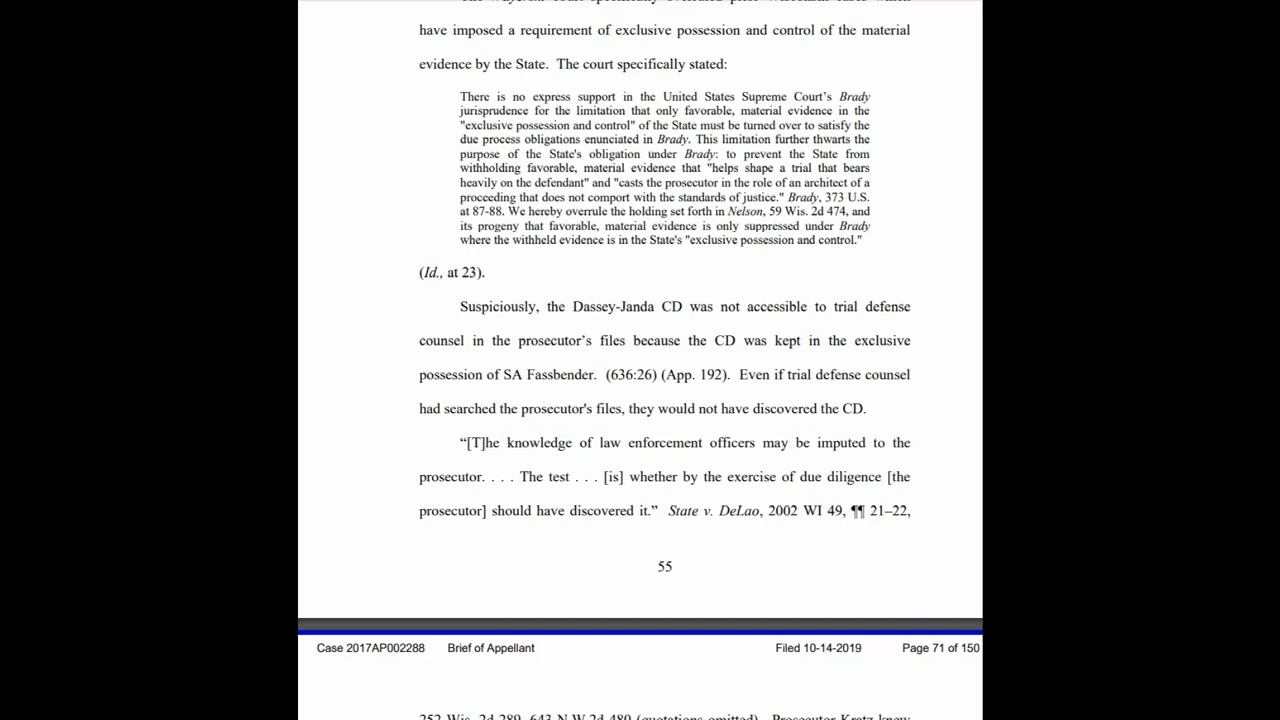 have imposed a requirement of exclusive possession and control of the material
evidence by the State. The court specifically stated:
There is no express support in the United States Supreme Court's Brady
jurisprudence for the limitation that only favorable, material evidence in the
"exclusive possession and control" of the State must be turned over to satisfy the
due process obligations enunciated in Brady. This limitation further thwarts the
purpose of the State's obligation under Brady: to prevent the State from
withholding favorable, material evidence that "helps shape a trial that bears
heavily on the defendant" and "casts the prosecutor in the role of an architect of a
proceeding that does not comport with the standards of justice." Brady, 373 U.S.
at 87-88. We hereby overrule the holding set forth in Nelson, 59 Wis. 2d 474, and
its progeny that favorable, material evidence is only suppressed under Brady
where the withheld evidence is in the State's "exclusive possession and control."
(Id., at 23).
Suspiciously, the Dassey-Janda CD was not accessible to trial defense
counsel in the prosecutor's files because the CD was kept in the exclusive
possession of SA Fassbender. (636:26) (App. 192). Even if trial defense counsel
had searched the prosecutor's files, they would not have discovered the CD.
“[T]he knowledge of law enforcement officers may be imputed to the
prosecutor. . . . The test . . . [is] whether by the exercise of due diligence [the
prosecutor] should have discovered it.” State v. DeLao, 2002 WI 49, ¶¶ 21–22,
55
Case 2017AP002288 Brief of Appellant Filed 10-14-2019 Page 71 of 150
252 Wis. 2d 289, 643 N.W.2d 480 (quotations omitted). Prosecutor Kratz knew